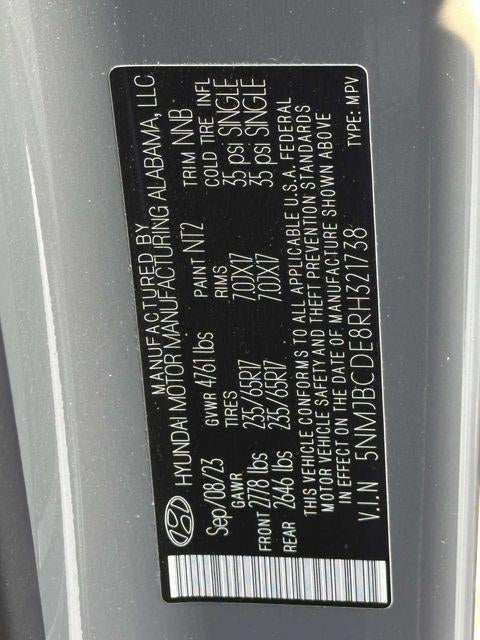 MANUFACTURED BY
HYUNDAI MOTOR MANUFACTURING ALABAMA, LLC
Sep/08/23 GVWR 4761 lbs PAINT NT2 TRIM NNB
GAWR TIRES RIMS COLD TIRE INFL
FRONT 2778 lbs 235/65R17 7.0JX17 35 psi SINGLE
REAR 2646 lbs 235/65R17 7.0JX17 35 psi SINGLE
THIS VEHICLE CONFORMS TO ALL APPLICABLE U.S.A. FEDERAL
MOTOR VEHICLE SAFETY AND THEFT PREVENTION STANDARDS
IN EFFECT ON THE DATE OF MANUFACTURE SHOWN ABOVE
V.I.N 5NMJBCDE8RH321738 TYPE: MPV